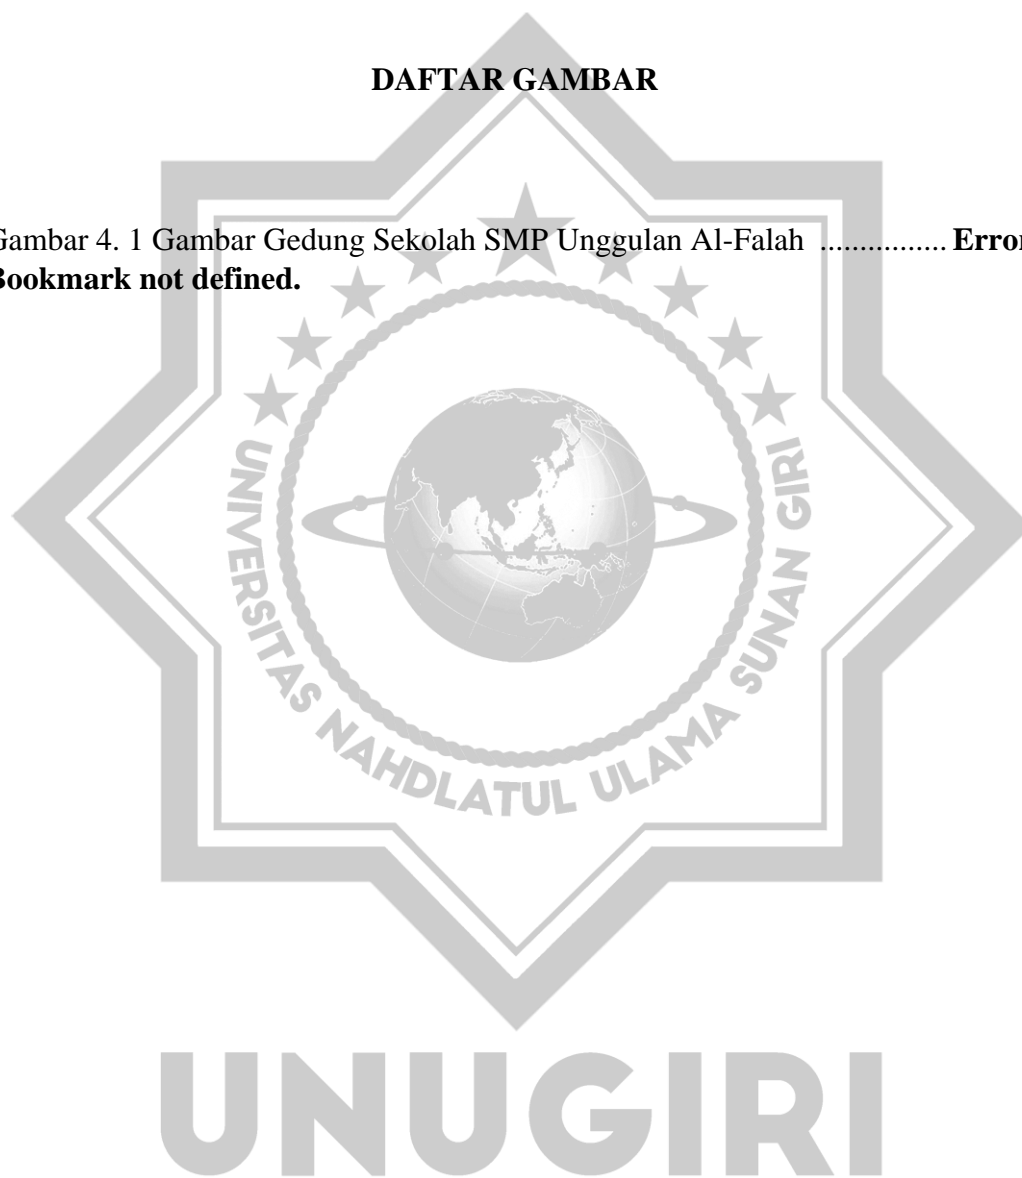 DAFTAR GAMBAR
Gambar 4. 1 Gambar Gedung Sekolah SMP Unggulan Al-Falah ................ Error
Bookmark not defined.
UNIVERSITAS NAHDLATUL ULAMA SUNAN GIRI
UNUGIRI